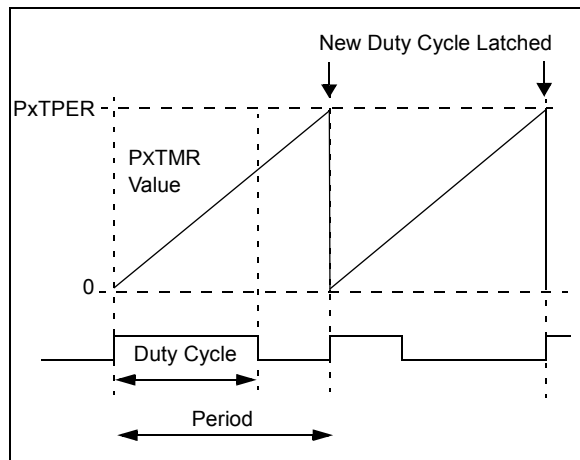 New Duty Cycle Latched
PxTPER
PXTMR
Value
0
Duty Cycle
Period